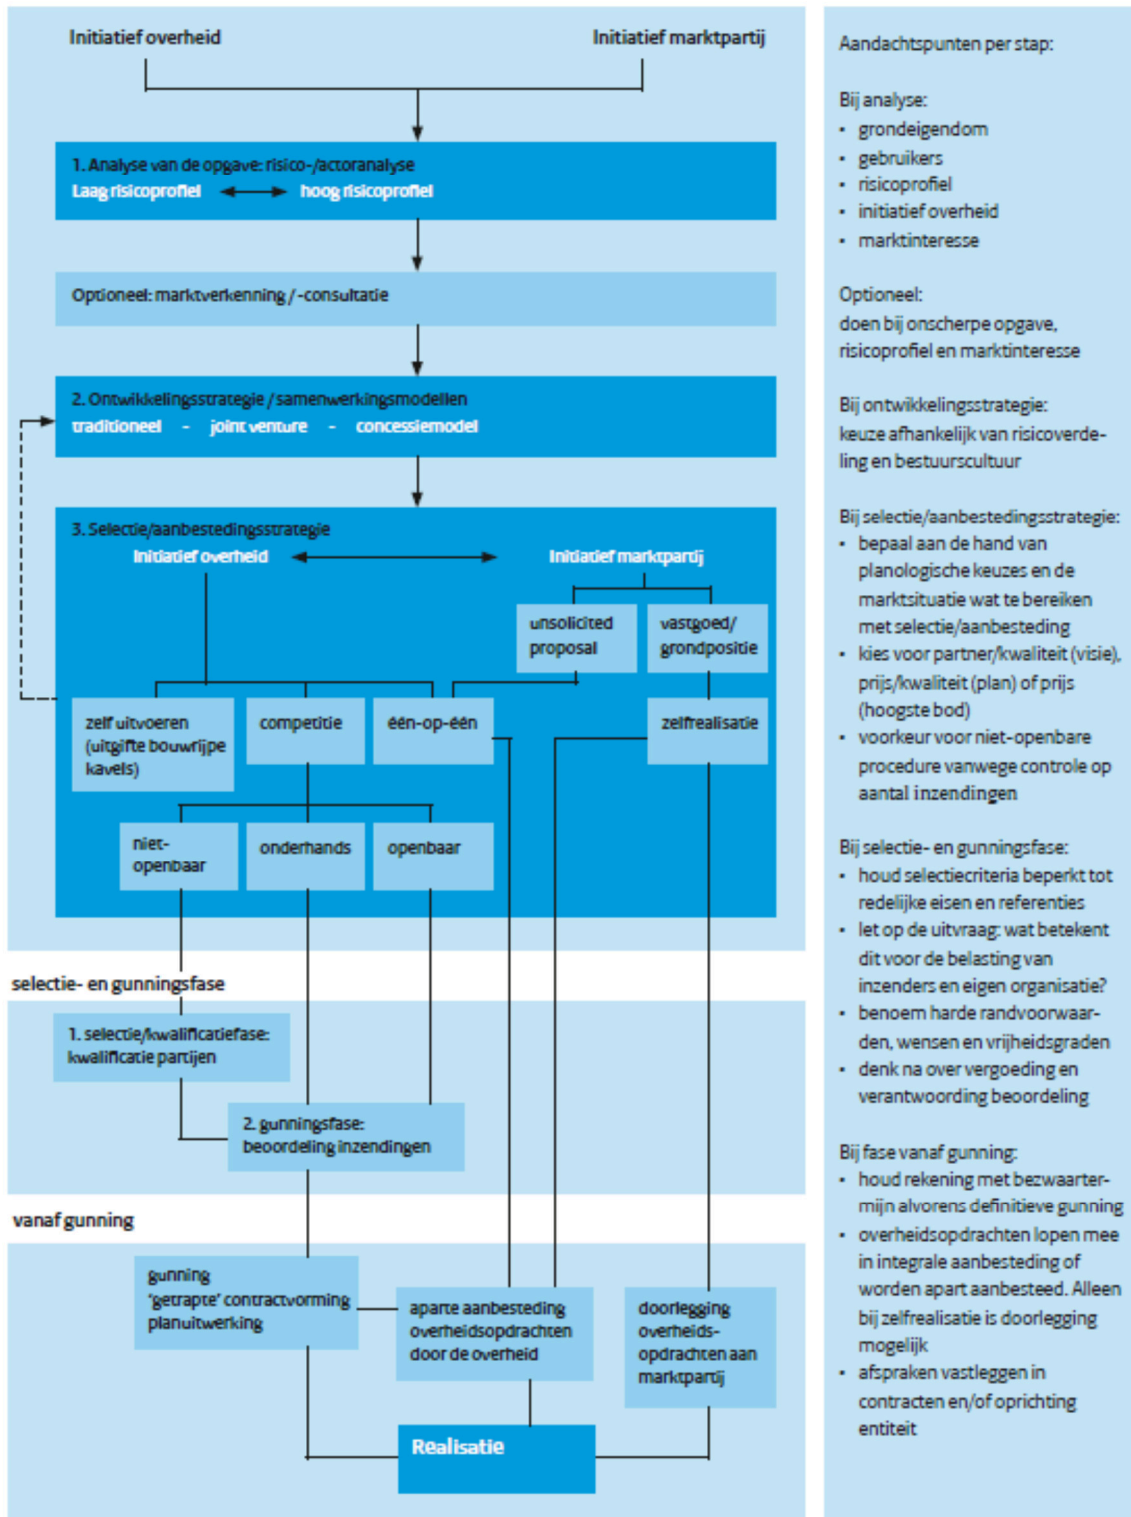 Initiatief overheid
Initiatief marktpartij
1. Analyse van de opgave: risico-/actoranalyse
Laag risicoprofiel
hoog risicoprofiel
Optioneel: marktverkenning / -consultatie
2. Ontwikkelingsstrategie / samenwerkingsmodellen
traditioneel - joint venture - concessiemodel
3. Selectie/aanbestedingsstrategie
Initiatief overheid
Initiatief marktpartij
unsolicited
proposal
vastgoed/
grondpositie
zelf uitvoeren
(uitgifte bouwrijpe
kavels)
competitie
één-op-één
zelfrealisatie
niet-
openbaar
onderhands
openbaar
selectie- en gunningsfase
1. selectie/kwalificatiefase:
kwalificatie partijen
2. gunningsfase:
beoordeling inzendingen
vanaf gunning
gunning
'getrapte' contractvorming
planuitwerking
aparte aanbesteding
overheidsopdrachten
door de overheid
doorlegging
overheids-
opdrachten aan
marktpartij
Realisatie
Aandachtspunten per stap:
Bij analyse:
• grondeigendom
• gebruikers
• risicoprofiel
• initiatief overheid
• marktinteresse
Optioneel:
doen bij onscherpe opgave,
risicoprofiel en marktinteresse
Bij ontwikkelingsstrategie:
keuze afhankelijk van risicoverde-
ling en bestuurscultuur
Bij selectie/aanbestedingsstrategie:
• bepaal aan de hand van
planologische keuzes en de
marktsituatie wat te bereiken
met selectie/aanbesteding
• kies voor partner/kwaliteit (visie),
prijs/kwaliteit (plan) of prijs
(hoogste bod)
• voorkeur voor niet-openbare
procedure vanwege controle op
aantal inzendingen
Bij selectie- en gunningsfase:
• houd selectiecriteria beperkt tot
redelijke eisen en referenties
• let op de uitvraag: wat betekent
dit voor de belasting van
inzenders en eigen organisatie?
• benoem harde randvoorwaar-
den, wensen en vrijheidsgraden
• denk na over vergoeding en
verantwoording beoordeling
Bij fase vanaf gunning:
• houd rekening met bezwaarter-
mijn alvorens definitieve gunning
• overheidsopdrachten lopen mee
in integrale aanbesteding of
worden apart aanbesteed. Alleen
bij zelfrealisatie is doorlegging
mogelijk
• afspraken vastleggen in
contracten en/of oprichting
entiteit